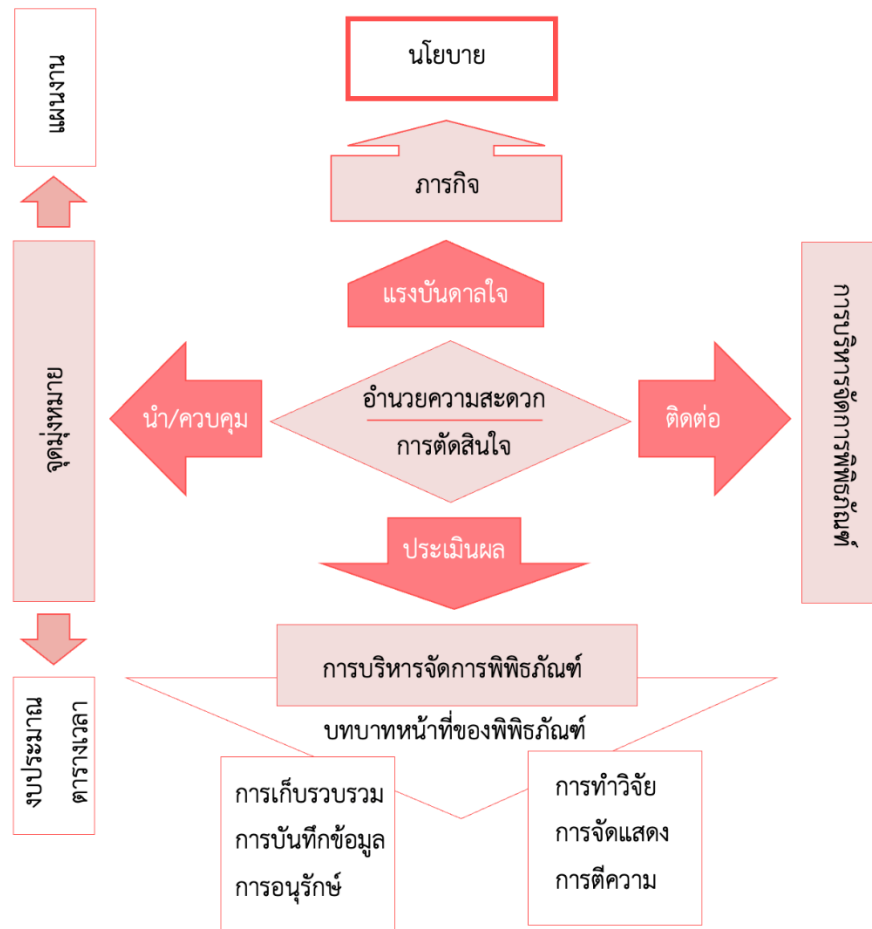 นโยบาย
ภารกิจ
แรงบันดาลใจ
แผนงาน
จุดมุ่งหมาย
งบประมาณ
ตารางเวลา
นำ/ควบคุม
อำนวยความสะดวก
การตัดสินใจ
ติดต่อ
การบริหารจัดการพิพิธภัณฑ์
ประเมินผล
การบริหารจัดการพิพิธภัณฑ์
บทบาทหน้าที่ของพิพิธภัณฑ์
การเก็บรวบรวม
การบันทึกข้อมูล
การอนุรักษ์
การทำวิจัย
การจัดแสดง
การตีความ